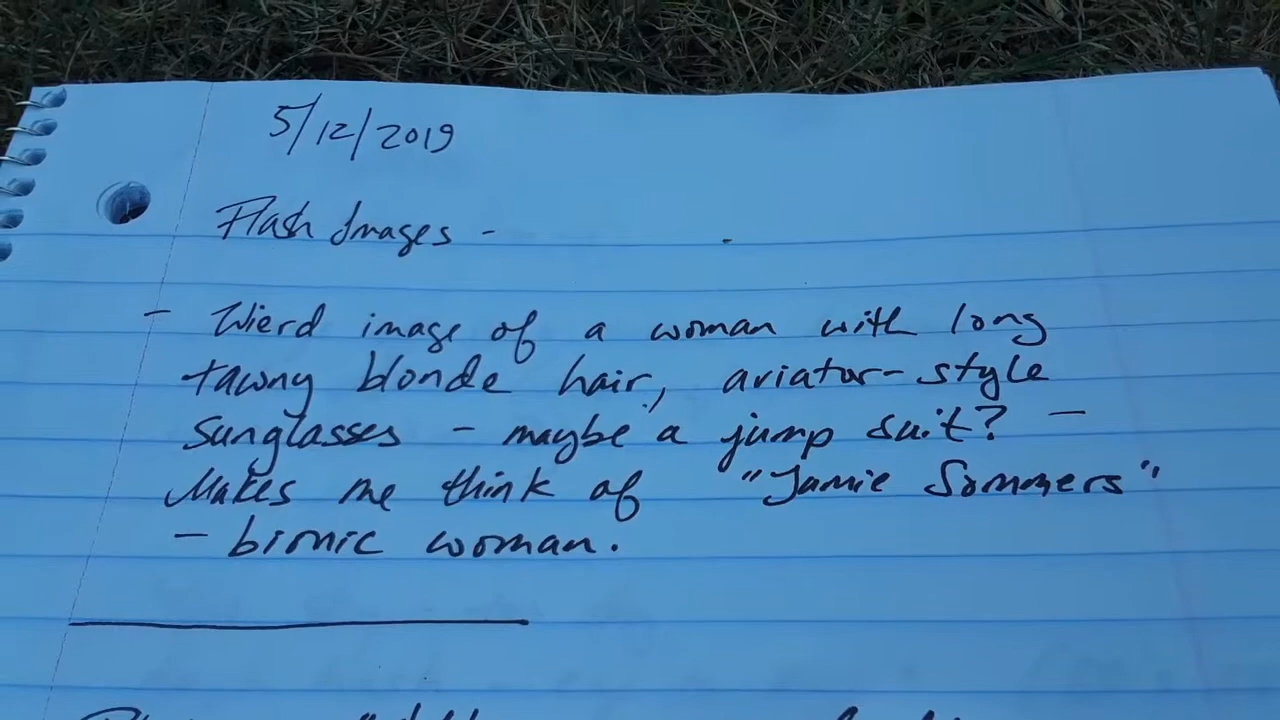 5/12/2019
Flash Images -
- Wierd image of a woman with long
tawny blonde hair, aviator-style
sunglasses - maybe a jump suit? -
Makes me think of "Jamie Sommers"
- bionic woman.